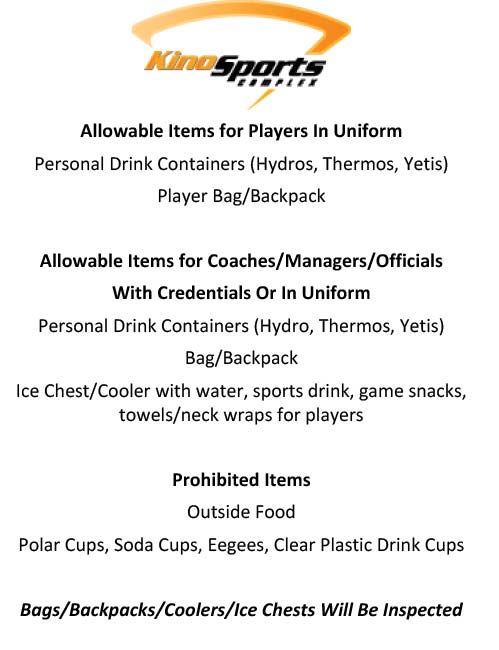 KinoSports
COMPLEX
Allowable Items for Players In Uniform
Personal Drink Containers (Hydros, Thermos, Yetis)
Player Bag/Backpack
Allowable Items for Coaches/Managers/Officials
With Credentials Or In Uniform
Personal Drink Containers (Hydro, Thermos, Yetis)
Bag/Backpack
Ice Chest/Cooler with water, sports drink, game snacks,
towels/neck wraps for players
Prohibited Items
Outside Food
Polar Cups, Soda Cups, Eegees, Clear Plastic Drink Cups
Bags/Backpacks/Coolers/Ice Chests Will Be Inspected